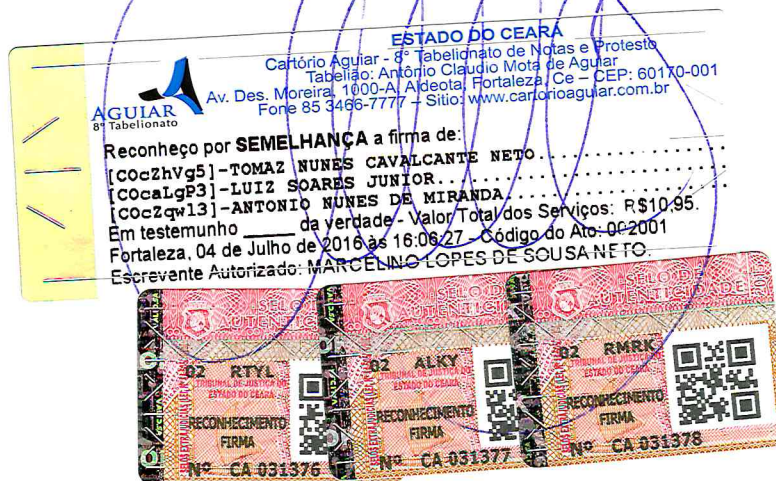 ESTADO DO CEARÁ
Cartório Aguiar - 8° Tabelionato de Notas e Protesto
Tabelião: Antônio Claudio Mota de Aguiar
Av. Des. Moreira, 1000-A, Aldeota, Fortaleza, Ce – CEP: 60170-001
Fone 85 3466-7777 – Sitio: www.cartorioaguiar.com.br
AGUIAR
8º Tabelionato
Reconheço por SEMELHANÇA a firma de:
[COcZhVg5]-TOMAZ NUNES CAVALCANTE NETO
[COcaLgP3]-LUIZ SOARES JUNIOR
[COcZqwl3]-ANTONIO NUNES DE MIRANDA
Em testemunho ______ da verdade - Valor Total dos Serviços: R$10,95.
Fortaleza, 04 de Julho de 2016 às 16:06:27 - Código do Ato: 002001
Escrevente Autorizado: MARCELINO LOPES DE SOUSA NETO.
SELO DE
AUTENTICIDADE
02 RTYL
TRIBUNAL DE JUSTIÇA DO
ESTADO DO CEARÁ
RECONHECIMENTO
FIRMA
Nº CA 031376
SELO DE
AUTENTICIDADE
02 ALKY
TRIBUNAL DE JUSTIÇA DO
ESTADO DO CEARÁ
RECONHECIMENTO
FIRMA
Nº CA 031377
SELO DE
AUTENTICIDADE
02 RMRK
TRIBUNAL DE JUSTIÇA DO
ESTADO DO CEARÁ
RECONHECIMENTO
FIRMA
Nº CA 031378